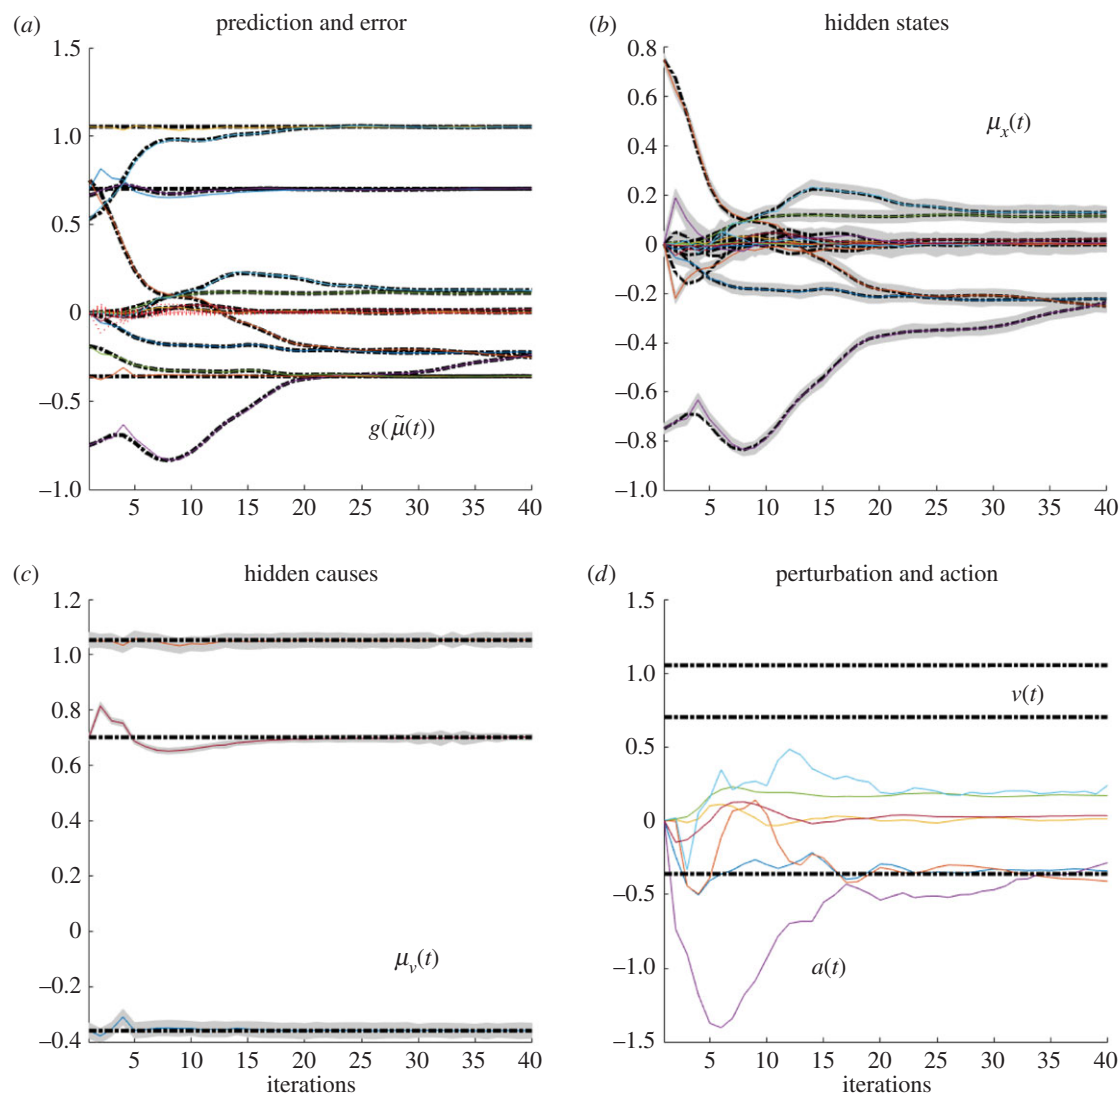 (a) prediction and error
1.5
1.0
0.5
0
–0.5
–1.0
g(μ̃(t))
5 10 15 20 25 30 35 40
(b) hidden states
0.8
0.6
0.4
0.2
0
–0.2
–0.4
–0.6
–0.8
–1.0
μx(t)
5 10 15 20 25 30 35 40
(c) hidden causes
1.2
1.0
0.8
0.6
0.4
0.2
0
–0.2
–0.4
μv(t)
5 10 15 20 25 30 35 40
iterations
(d) perturbation and action
1.5
1.0
0.5
0
–0.5
–1.0
–1.5
v(t)
a(t)
5 10 15 20 25 30 35 40
iterations